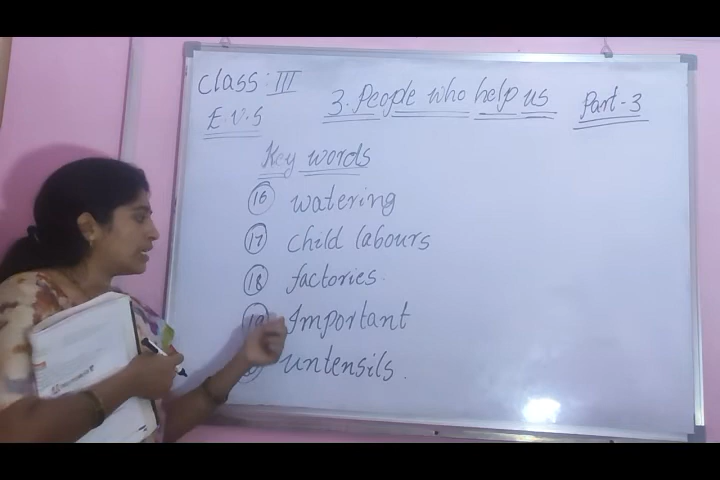 Class: III
3. People who help us Part-3
E.V.S
Key words
16 watering
17 child labours
18 factories.
19 Important
untensils.